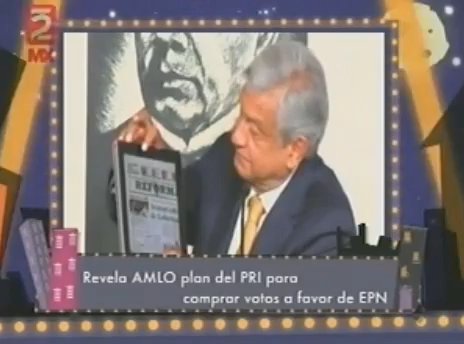 2
MX
REFORMA
Revela AMLO plan del PRI para
comprar votos a favor de EPN